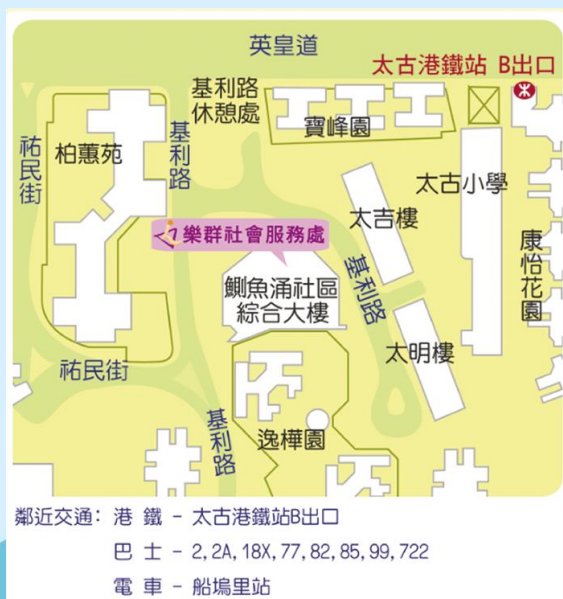 英皇道
太古港鐵站 B出口
基利路
休憩處
寶峰園
祐民街
柏蕙苑
基利路
太古小學
太吉樓
樂群社會服務處
康怡花園
鰂魚涌社區
綜合大樓
基利路
太明樓
祐民街
基利路
逸樺園
鄰近交通: 港 鐵 - 太古港鐵站B出口
巴 士 - 2, 2A, 18X, 77, 82, 85, 99, 722
電 車 - 船塢里站